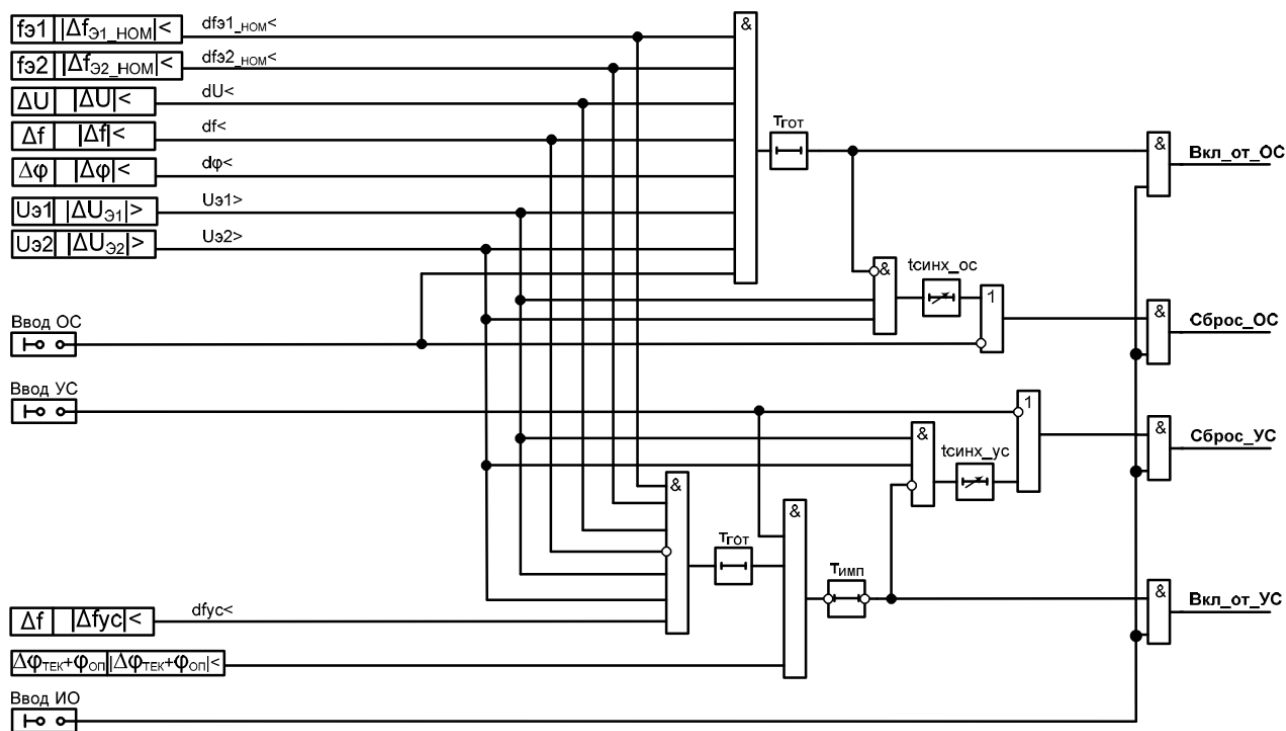 fэ1 |ΔfЭ1_НОМ|< dfэ1_НОМ<
&
fэ2 |ΔfЭ2_НОМ|< dfэ2_НОМ<
ΔU |ΔU|< dU<
Δf |Δf|< df<
Tгот
&
Вкл_от_ОС
Δφ |Δφ|< dφ<
Uэ1 |ΔUЭ1|> Uэ1>
Uэ2 |ΔUЭ2|> Uэ2>
&
tсинх_ос
1
&
Сброс_ОС
Ввод ОС
Ввод УС
1
&
Сброс_УС
&
tсинх_ус
&
&
Tгот
Tимп
&
Вкл_от_УС
Δf |Δfус|< dfус<
ΔφТЕК+φОП |ΔφТЕК+φОП|<
Ввод ИО